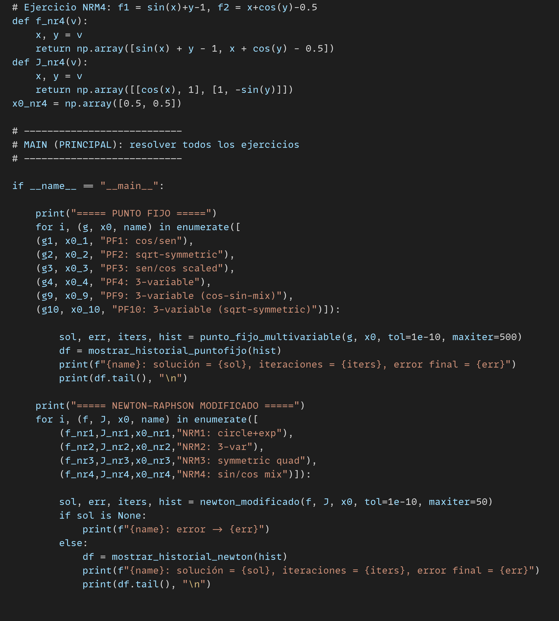 # Ejercicio NRM4: f1 = sin(x)+y-1, f2 = x+cos(y)-0.5
def f_nr4(v):
    x, y = v
    return np.array([sin(x) + y - 1, x + cos(y) - 0.5])
def J_nr4(v):
    x, y = v
    return np.array([[cos(x), 1], [1, -sin(y)]])
x0_nr4 = np.array([0.5, 0.5])

# ---------------------------
# MAIN (PRINCIPAL): resolver todos los ejercicios
# ---------------------------

if __name__ == "__main__":

    print("===== PUNTO FIJO =====")
    for i, (g, x0, name) in enumerate([
    (g1, x0_1, "PF1: cos/sen"),
    (g2, x0_2, "PF2: sqrt-symmetric"),
    (g3, x0_3, "PF3: sen/cos scaled"),
    (g4, x0_4, "PF4: 3-variable"),
    (g9, x0_9, "PF9: 3-variable (cos-sin-mix)"),
    (g10, x0_10, "PF10: 3-variable (sqrt-symmetric)")]):

        sol, err, iters, hist = punto_fijo_multivariable(g, x0, tol=1e-10, maxiter=500)
        df = mostrar_historial_puntofijo(hist)
        print(f"{name}: solución = {sol}, iteraciones = {iters}, error final = {err}")
        print(df.tail(), "\n")

    print("===== NEWTON-RAPHSON MODIFICADO =====")
    for i, (f, J, x0, name) in enumerate([
        (f_nr1,J_nr1,x0_nr1,"NRM1: circle+exp"),
        (f_nr2,J_nr2,x0_nr2,"NRM2: 3-var"),
        (f_nr3,J_nr3,x0_nr3,"NRM3: symmetric quad"),
        (f_nr4,J_nr4,x0_nr4,"NRM4: sin/cos mix")]):

        sol, err, iters, hist = newton_modificado(f, J, x0, tol=1e-10, maxiter=50)
        if sol is None:
            print(f"{name}: error -> {err}")
        else:
            df = mostrar_historial_newton(hist)
            print(f"{name}: solución = {sol}, iteraciones = {iters}, error final = {err}")
            print(df.tail(), "\n")